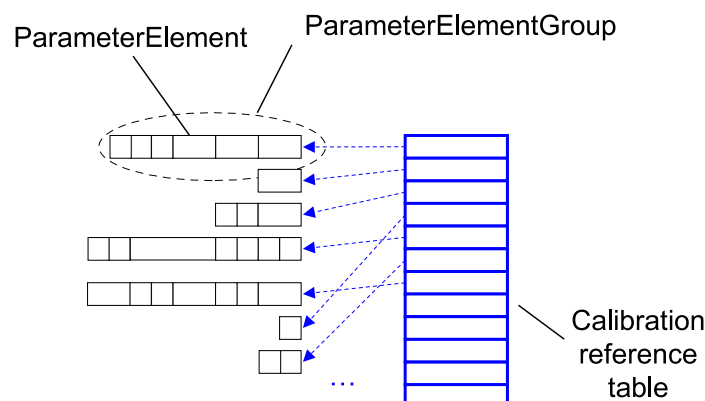 ParameterElement
ParameterElementGroup
Calibration
reference
table
...